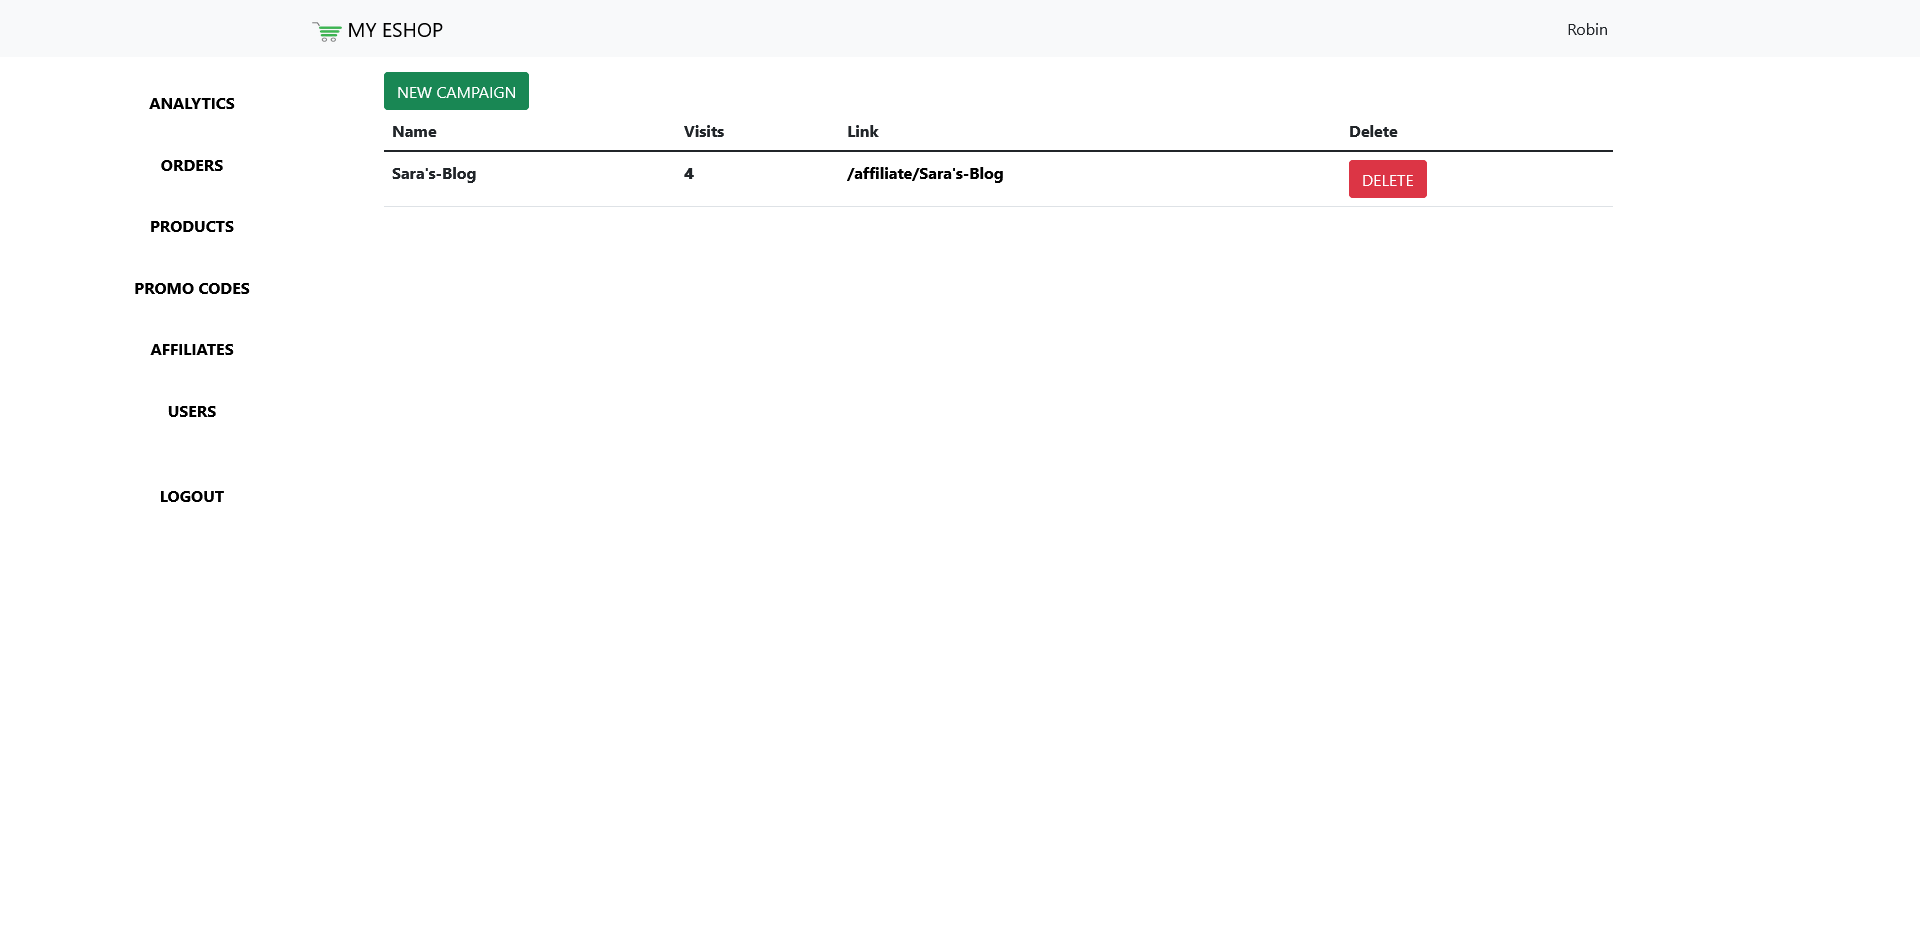 MY ESHOP
Robin
ANALYTICS
ORDERS
PRODUCTS
PROMO CODES
AFFILIATES
USERS
LOGOUT
NEW CAMPAIGN
Name Visits Link Delete
Sara's-Blog 4 /affiliate/Sara's-Blog DELETE